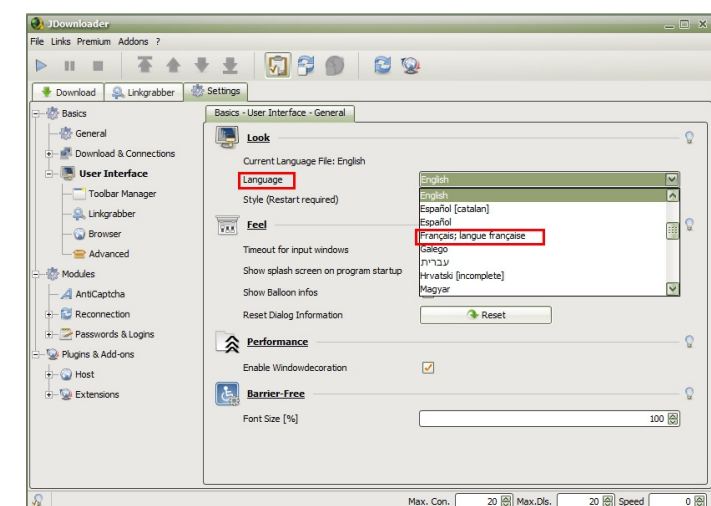 JDownloader
File Links Premium Addons ?
Download Linkgrabber Settings
Basics
General
Download & Connections
User Interface
Toolbar Manager
Linkgrabber
Browser
Advanced
Modules
AntiCaptcha
Reconnection
Passwords & Logins
Plugins & Add-ons
Host
Extensions
Basics - User Interface - General
Look
Current Language File: English
Language English
Style (Restart required)
English
Español [catalan]
Español
Français; langue française
Galego
עברית
Hrvatski [incomplete]
Magyar
Feel
Timeout for input windows
Show splash screen on program startup
Show Balloon infos
Reset Dialog Information Reset
Performance
Enable Windowdecoration
Barrier-Free
Font Size [%] 100
Max. Con. 20 Max.Dls. 20 Speed 0